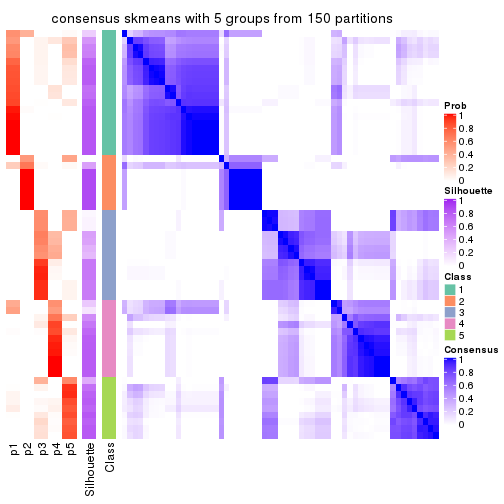 consensus skmeans with 5 groups from 150 partitions
Prob
1
0.8
0.6
0.4
0.2
0
Silhouette
1
0.8
0.6
0.4
0.2
0
Class
1
2
3
4
5
Consensus
1
0.8
0.6
0.4
0.2
0
p1
p2
p3
p4
p5
Silhouette
Class